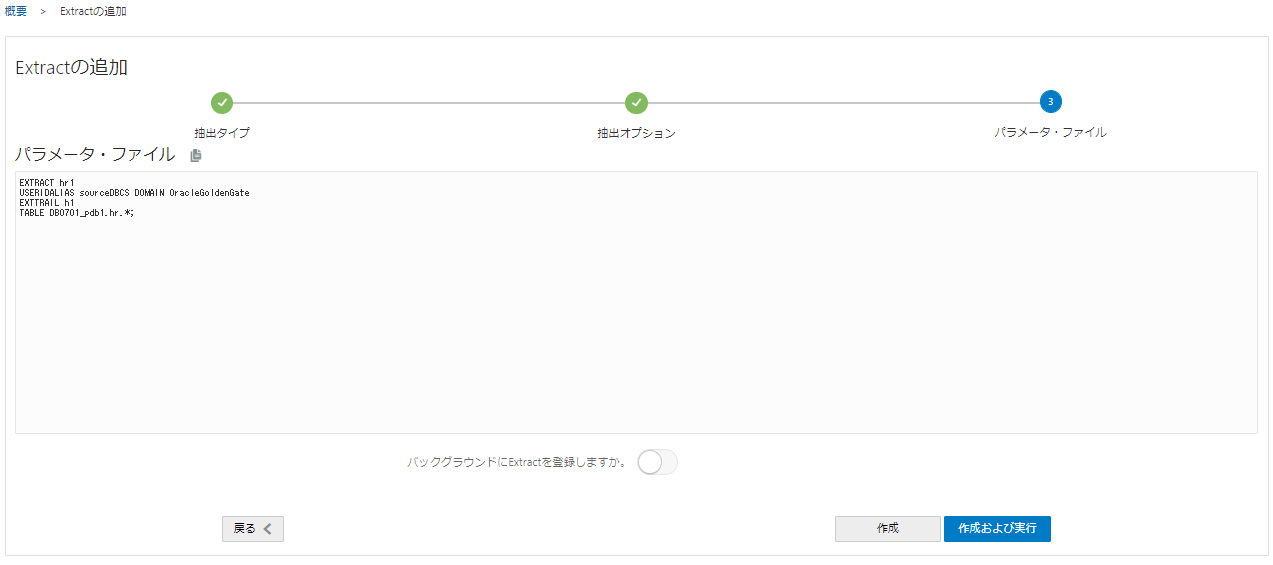 概要 > Extractの追加
Extractの追加
3
抽出タイプ
抽出オプション
パラメータ・ファイル
パラメータ・ファイル
EXTRACT hr1
USERIDALIAS sourceDBCS DOMAIN OracleGoldenGate
EXTTRAIL h1
TABLE DB0701_pdb1.hr.*;
バックグラウンドにExtractを登録しますか。
戻る
作成
作成および実行